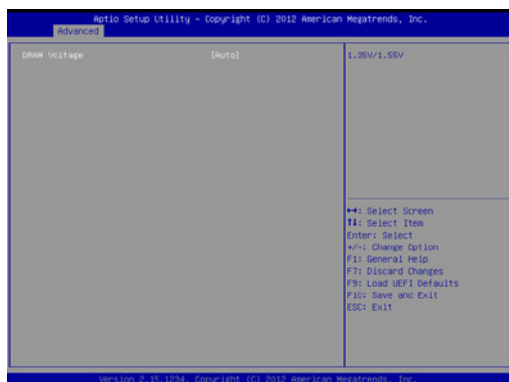 Aptio Setup Utility - Copyright (C) 2012 American Megatrends, Inc.
Advanced
DRAM Voltage [Auto]
1.35V/1.55V
↔: Select Screen
↑↓: Select Item
Enter: Select
+/-: Change Option
F1: General Help
F7: Discard Changes
F9: Load UEFI Defaults
F10: Save and Exit
ESC: Exit
Version 2.15.1234. Copyright (C) 2012 American Megatrends, Inc.